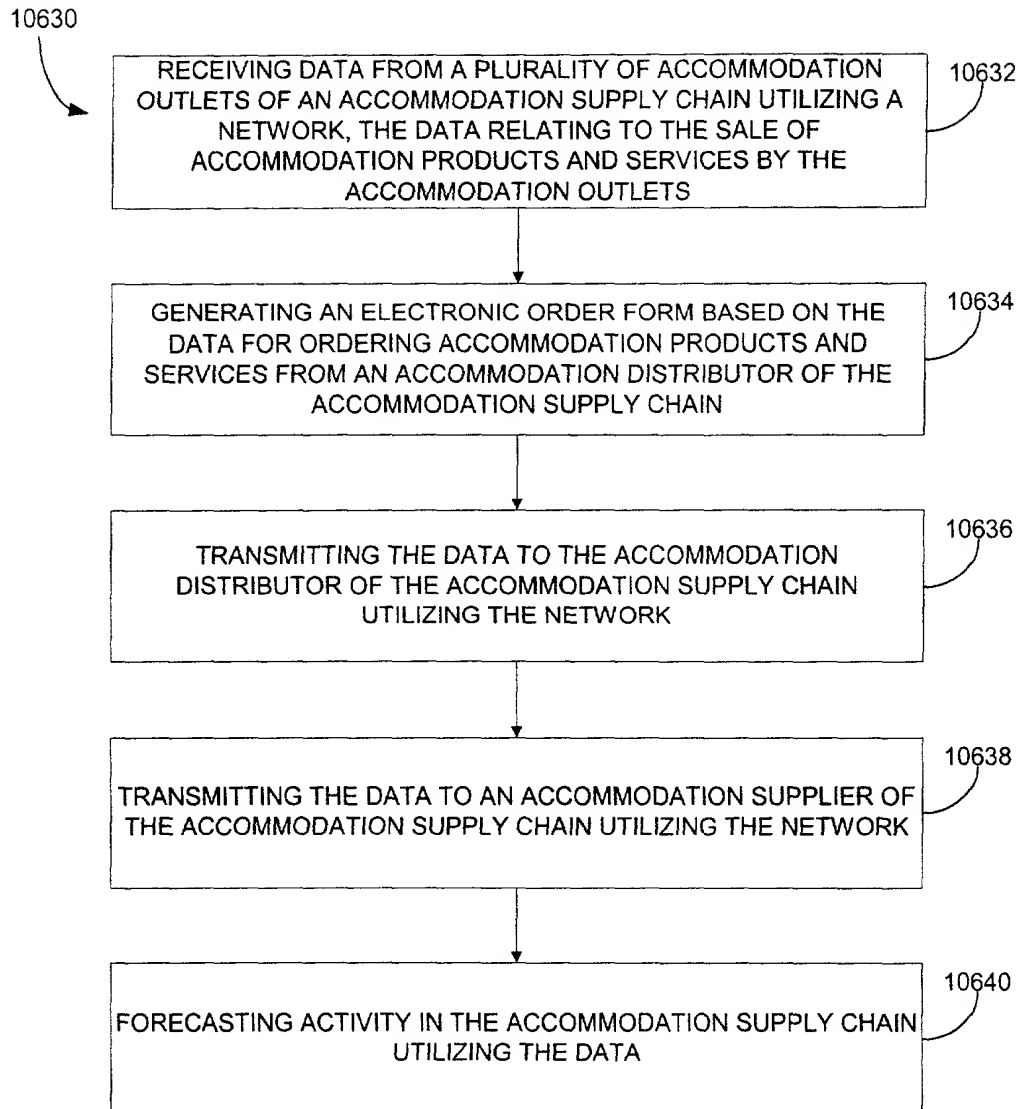 10630
RECEIVING DATA FROM A PLURALITY OF ACCOMMODATION
OUTLETS OF AN ACCOMMODATION SUPPLY CHAIN UTILIZING A
NETWORK, THE DATA RELATING TO THE SALE OF
ACCOMMODATION PRODUCTS AND SERVICES BY THE
ACCOMMODATION OUTLETS
10632
GENERATING AN ELECTRONIC ORDER FORM BASED ON THE
DATA FOR ORDERING ACCOMMODATION PRODUCTS AND
SERVICES FROM AN ACCOMMODATION DISTRIBUTOR OF THE
ACCOMMODATION SUPPLY CHAIN
10634
TRANSMITTING THE DATA TO THE ACCOMMODATION
DISTRIBUTOR OF THE ACCOMMODATION SUPPLY CHAIN
UTILIZING THE NETWORK
10636
TRANSMITTING THE DATA TO AN ACCOMMODATION SUPPLIER OF
THE ACCOMMODATION SUPPLY CHAIN UTILIZING THE NETWORK
10638
FORECASTING ACTIVITY IN THE ACCOMMODATION SUPPLY CHAIN
UTILIZING THE DATA
10640